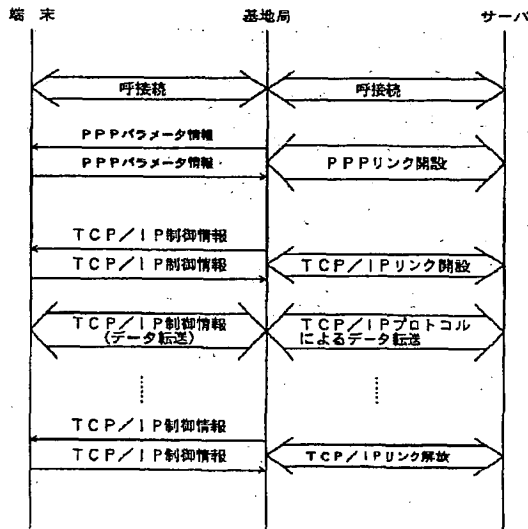 端 末 基地局 サーバ
呼接続 呼接続
PPPパラメータ情報
PPPパラメータ情報 PPPリンク開設
TCP/IP制御情報
TCP/IP制御情報 TCP/IPリンク開設
TCP/IP制御情報 TCP/IPプロトコル
(データ転送) によるデータ転送
TCP/IP制御情報
TCP/IP制御情報 TCP/IPリンク解放